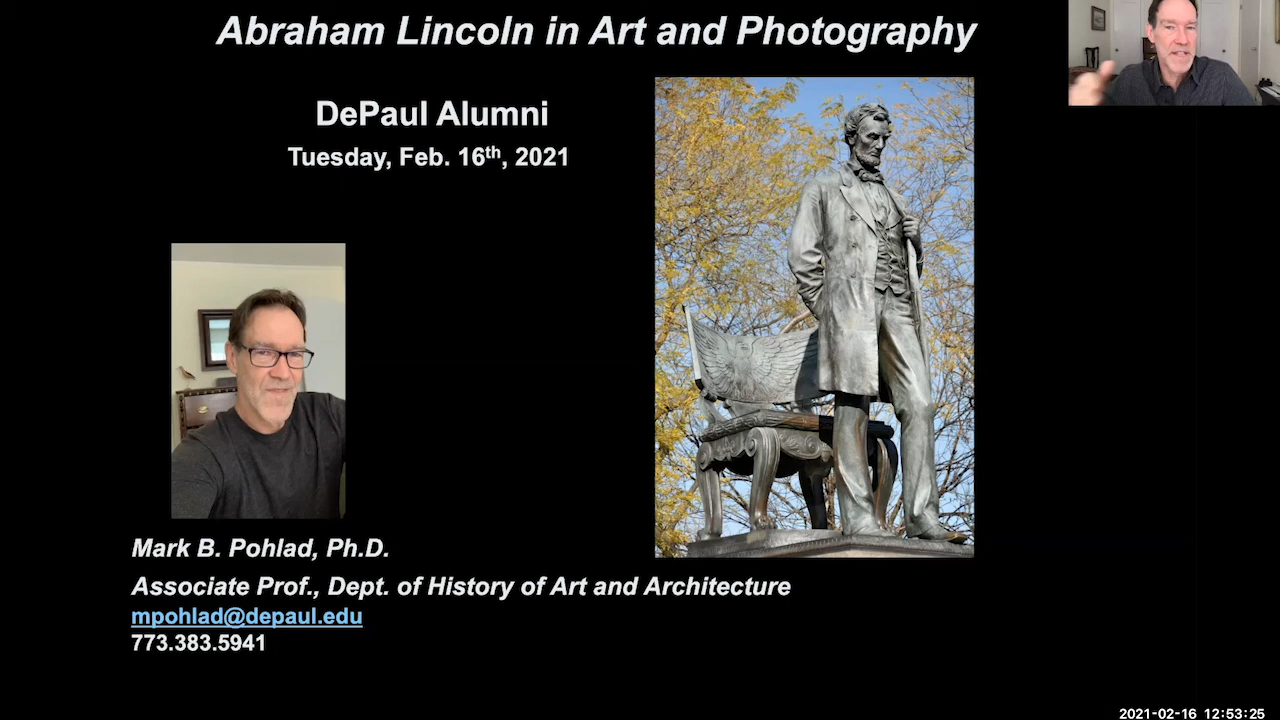 Abraham Lincoln in Art and Photography
DePaul Alumni
Tuesday, Feb. 16th, 2021
Mark B. Pohlad, Ph.D.
Associate Prof., Dept. of History of Art and Architecture
mpohlad@depaul.edu
773.383.5941
2021-02-16 12:53:25